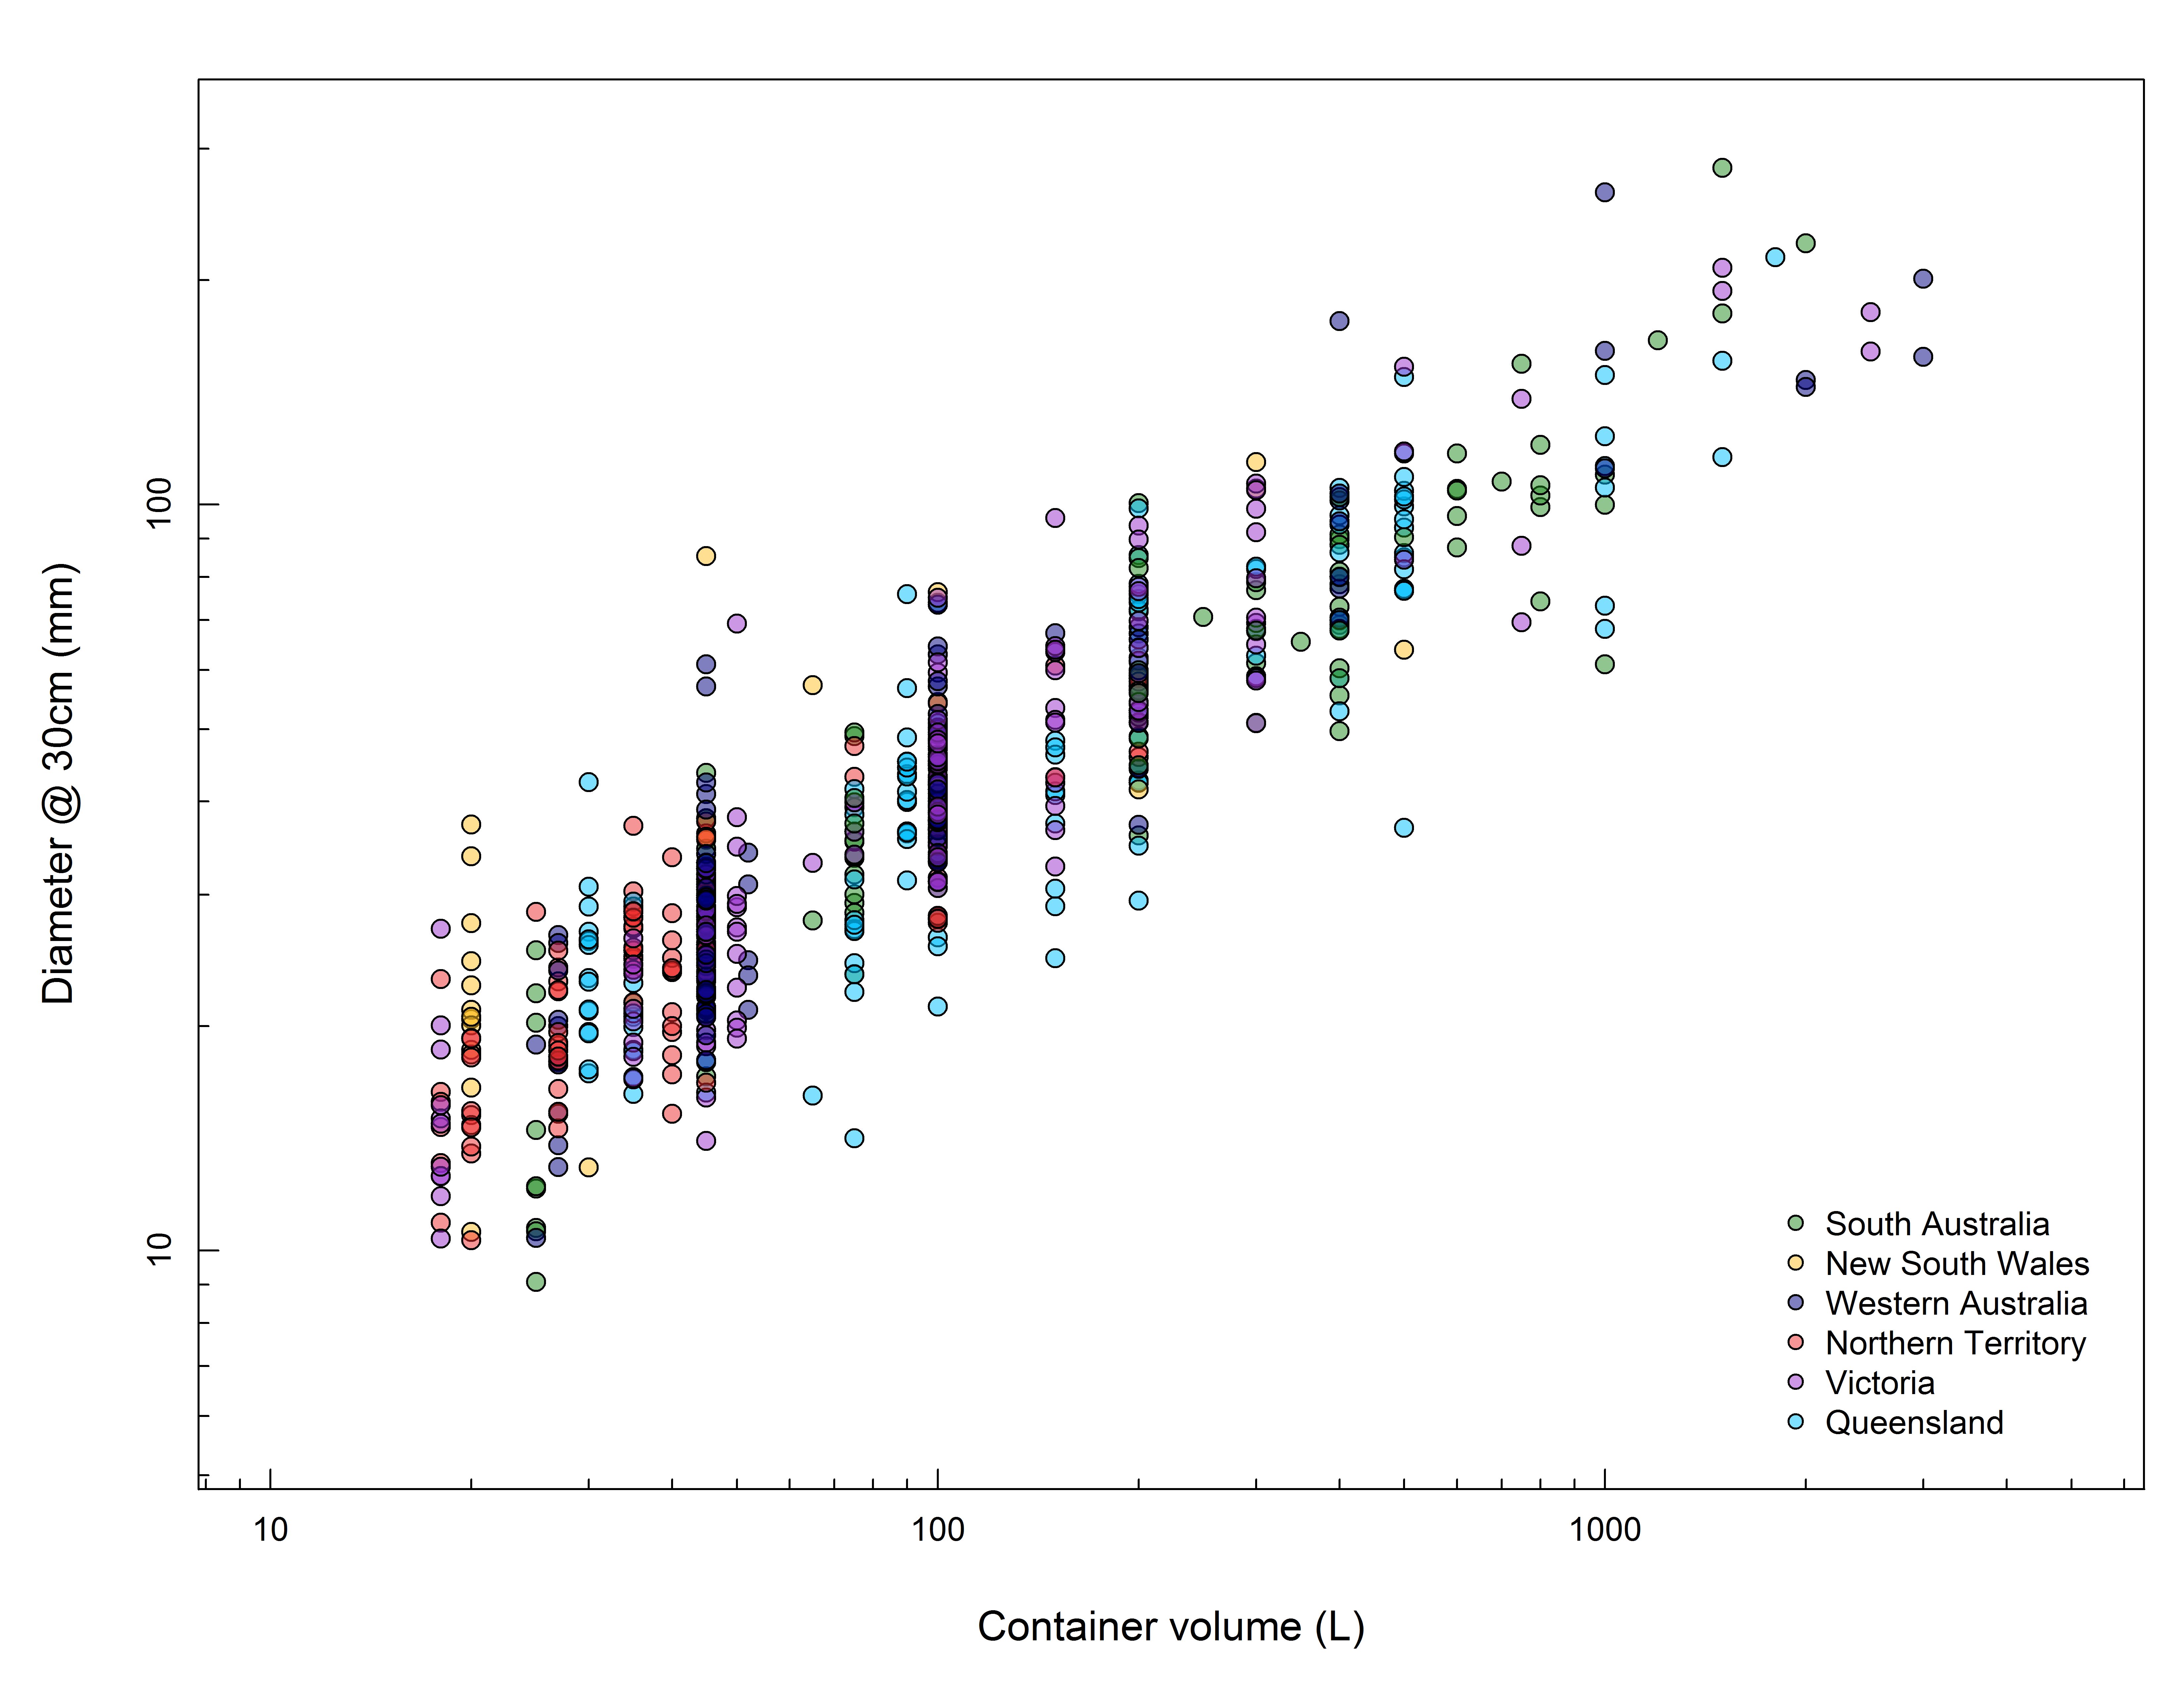 Diameter @ 30cm (mm)
100
10
South Australia
New South Wales
Western Australia
Northern Territory
Victoria
Queensland
10
100
1000
Container volume (L)